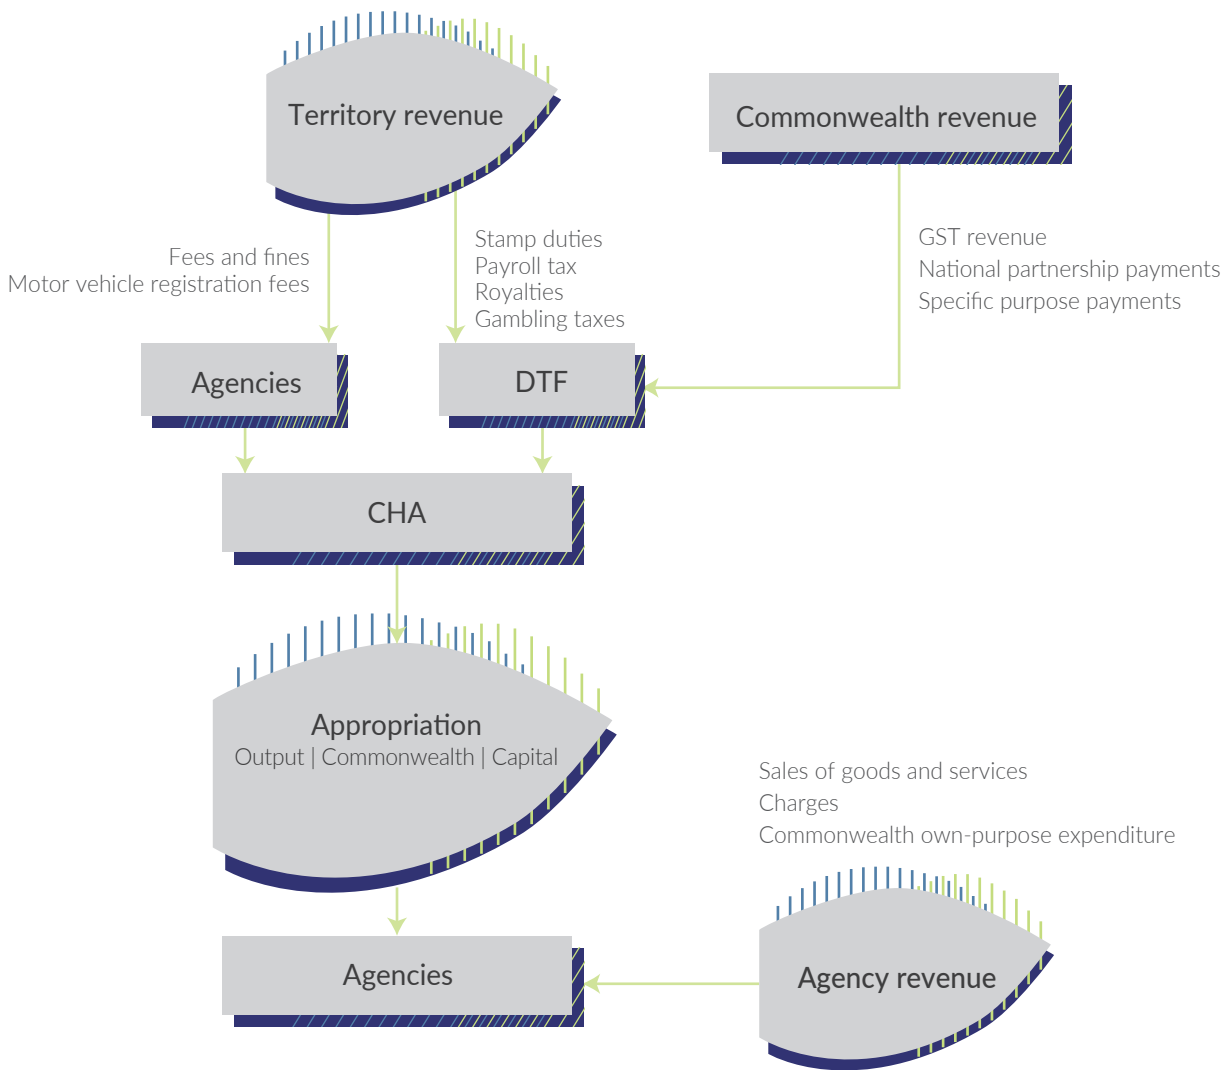 Territory revenue
Commonwealth revenue
Fees and fines
Motor vehicle registration fees
Stamp duties
Payroll tax
Royalties
Gambling taxes
GST revenue
National partnership payments
Specific purpose payments
Agencies
DTF
CHA
Appropriation
Output | Commonwealth | Capital
Sales of goods and services
Charges
Commonwealth own-purpose expenditure
Agencies
Agency revenue